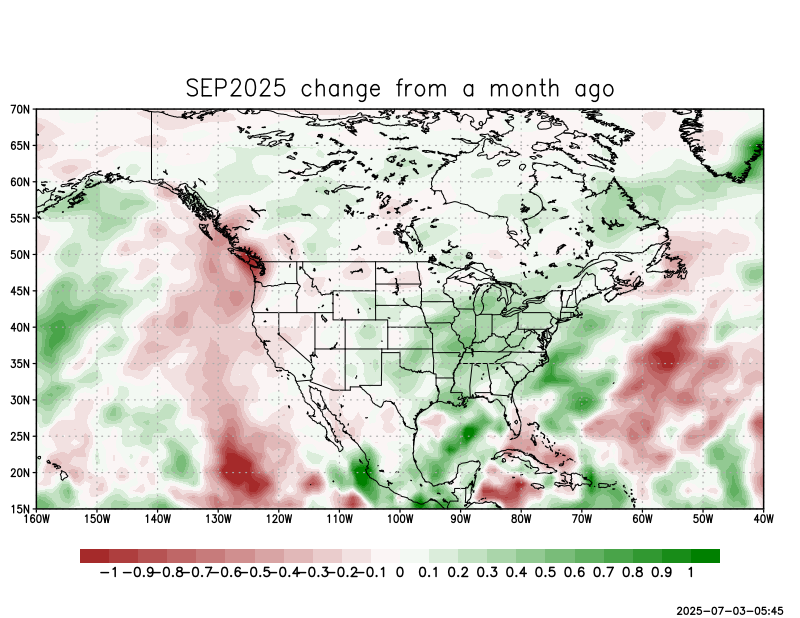 SEP2025 change from a month ago
70N
65N
60N
55N
50N
45N
40N
35N
30N
25N
20N
15N
160W 150W 140W 130W 120W 110W 100W 90W 80W 70W 60W 50W 40W
-1 -0.9 -0.8 -0.7 -0.6 -0.5 -0.4 -0.3 -0.2 -0.1 0 0.1 0.2 0.3 0.4 0.5 0.6 0.7 0.8 0.9 1
2025-07-03-05:45